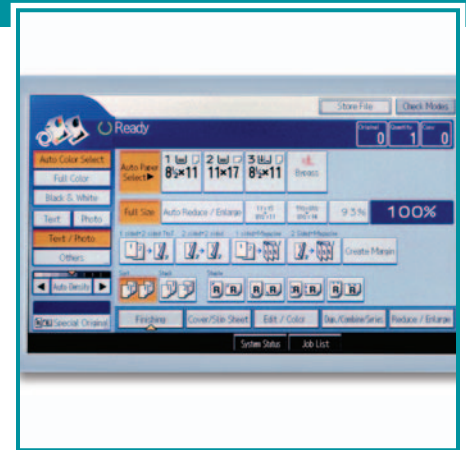 Store File Check Modes
Ready
Original Quantity Copy
0 1 0
Auto Color Select
Full Color
Black & White
Text Photo
Text / Photo
Others
Auto Density
Special Original
Auto Paper Select▶
1 8½×11
2 11×17
3 8½×11
Bypass
Full Size Auto Reduce / Enlarge 93% 100%
Create Margin
Sort Stack Staple
Finishing Cover/Slip Sheet Edit / Color Dup./Combine/Series Reduce / Enlarge
System Status Job List